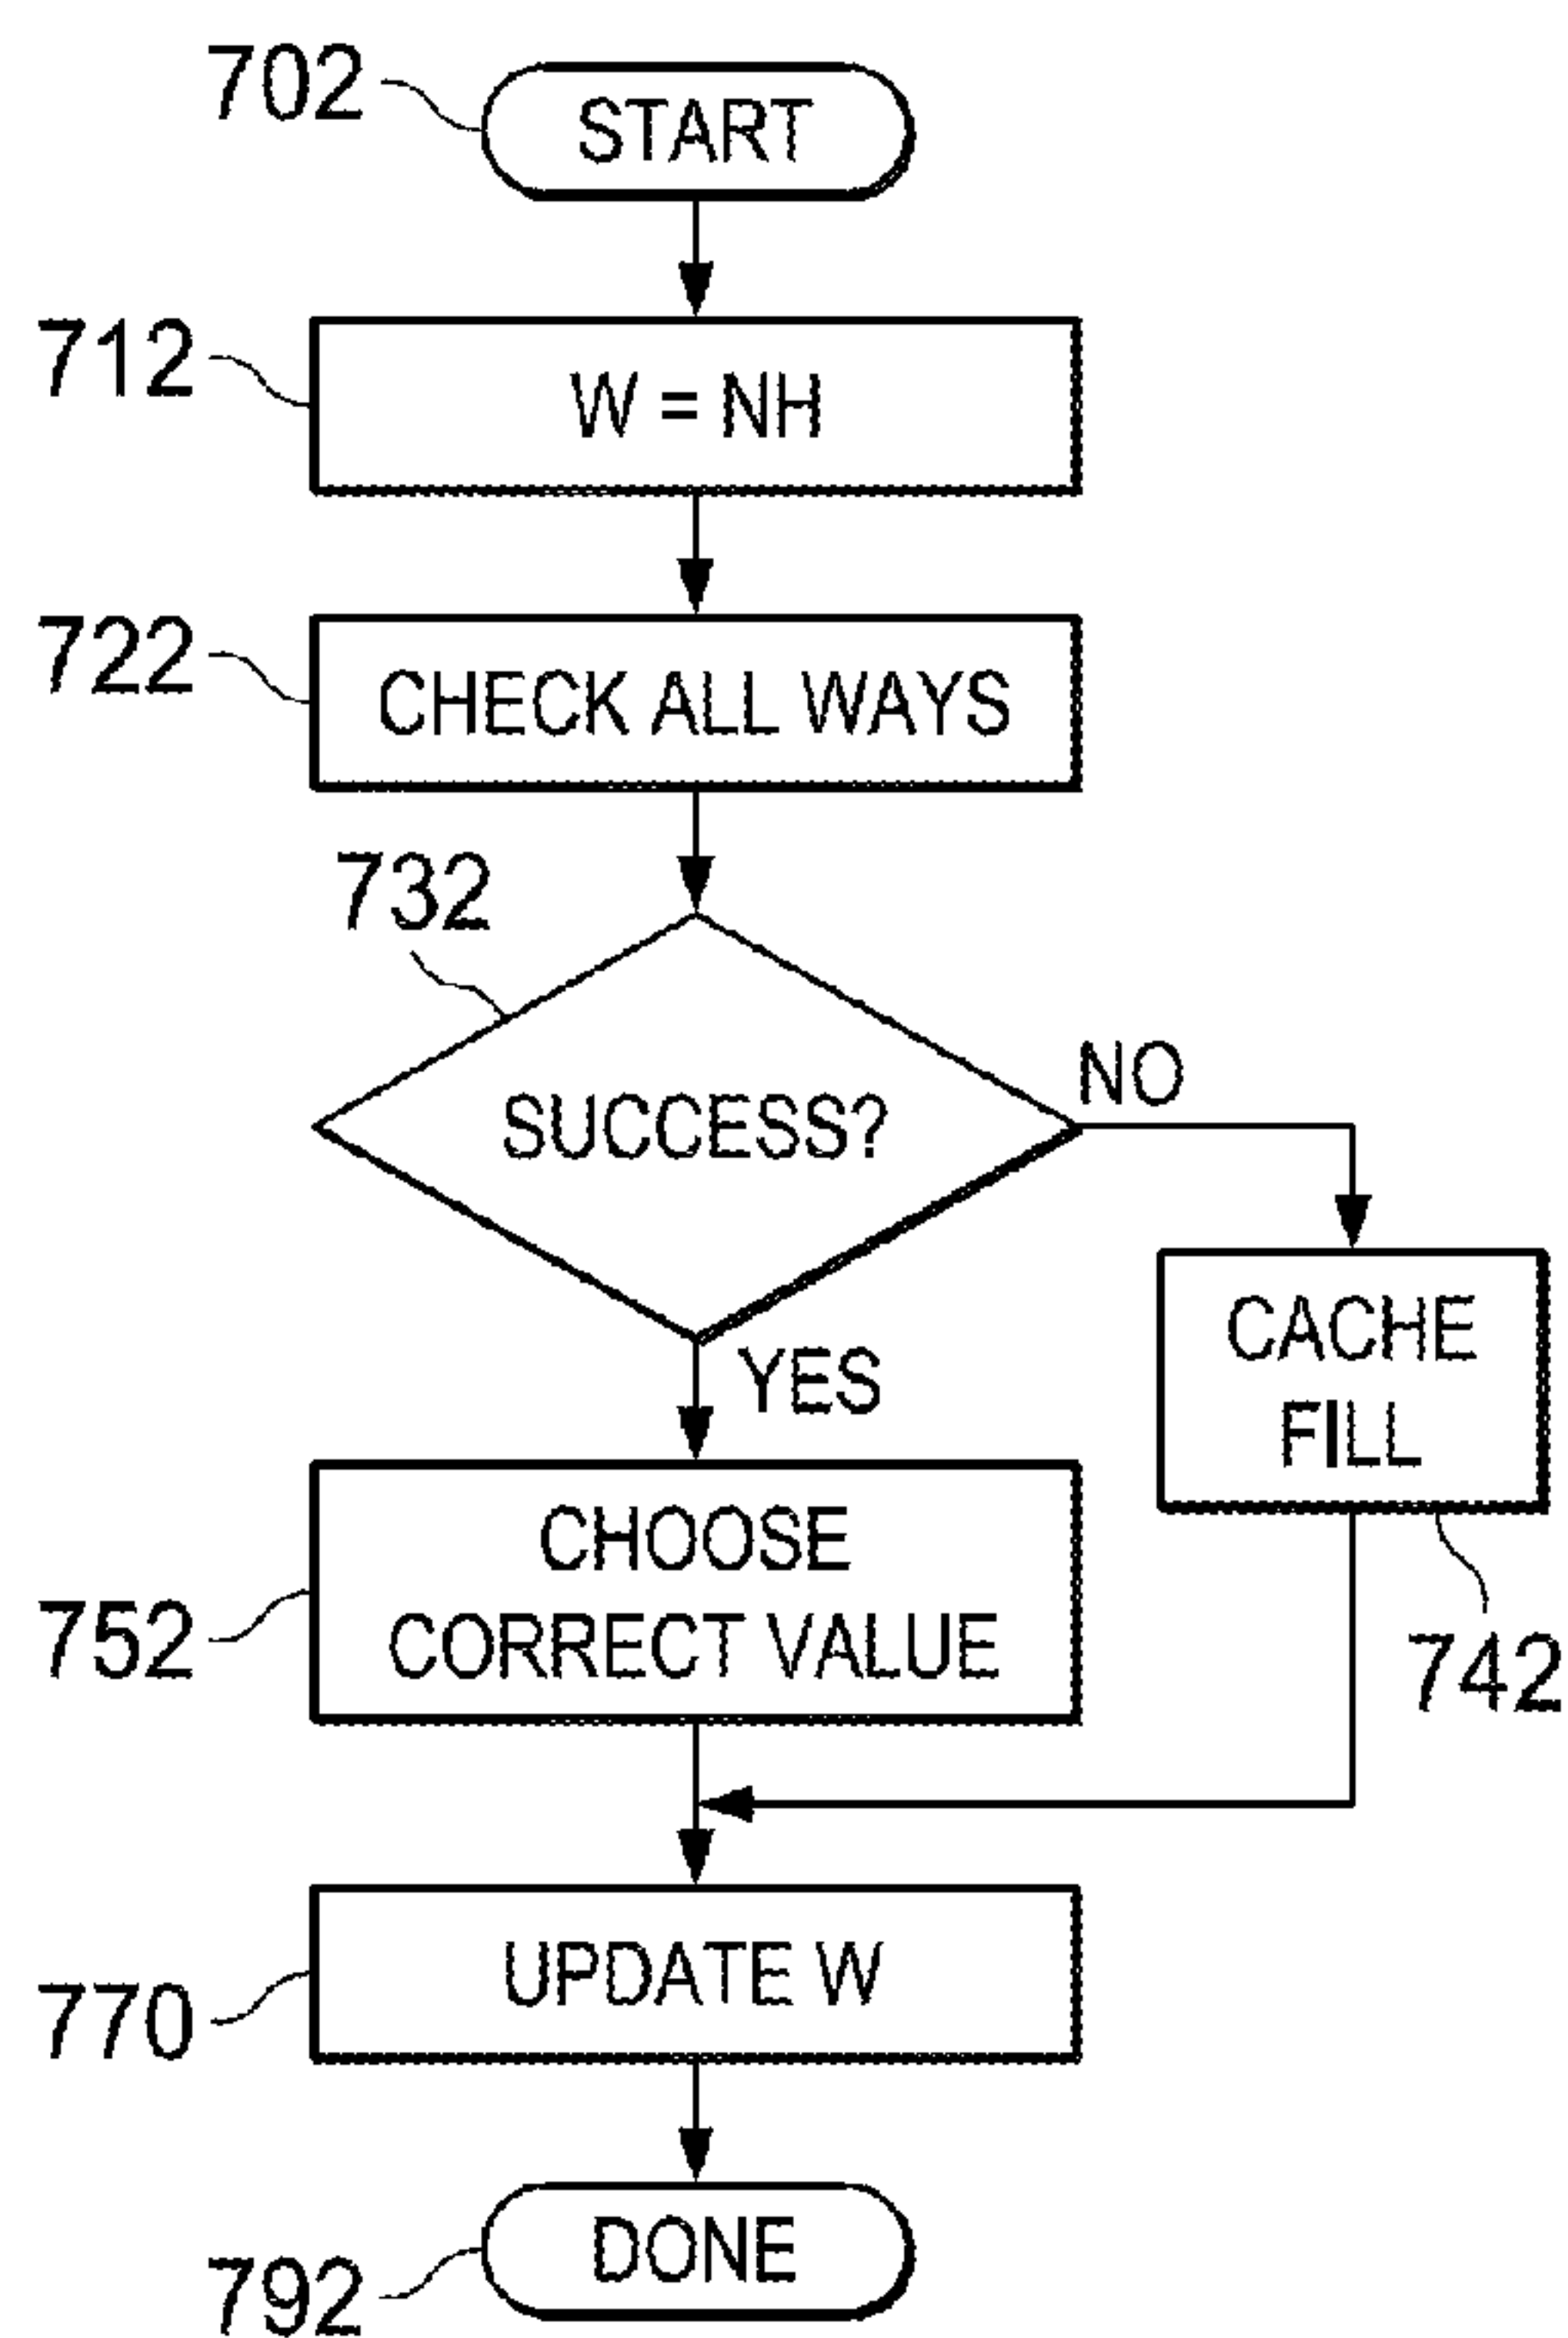 702
START
712
W = NH
722
CHECK ALL WAYS
732
SUCCESS?
NO
YES
CACHE
FILL
742
752
CHOOSE
CORRECT VALUE
770
UPDATE W
792
DONE